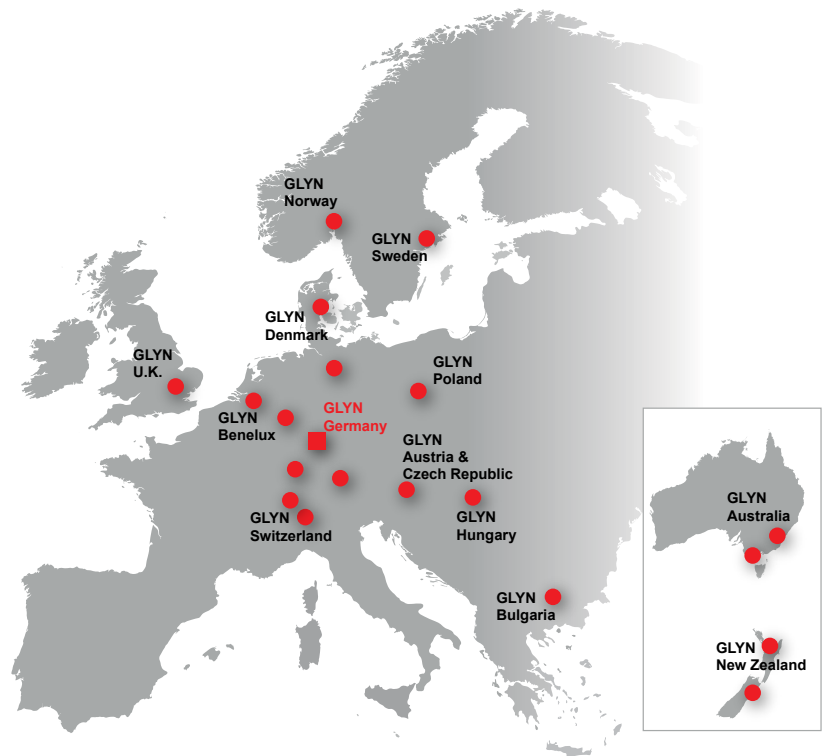 GLYN
Norway
GLYN
Sweden
GLYN
Denmark
GLYN
U.K.
GLYN
Poland
GLYN
Germany
GLYN
Benelux
GLYN
Austria &
Czech Republic
GLYN
Switzerland
GLYN
Hungary
GLYN
Bulgaria
GLYN
Australia
GLYN
New Zealand